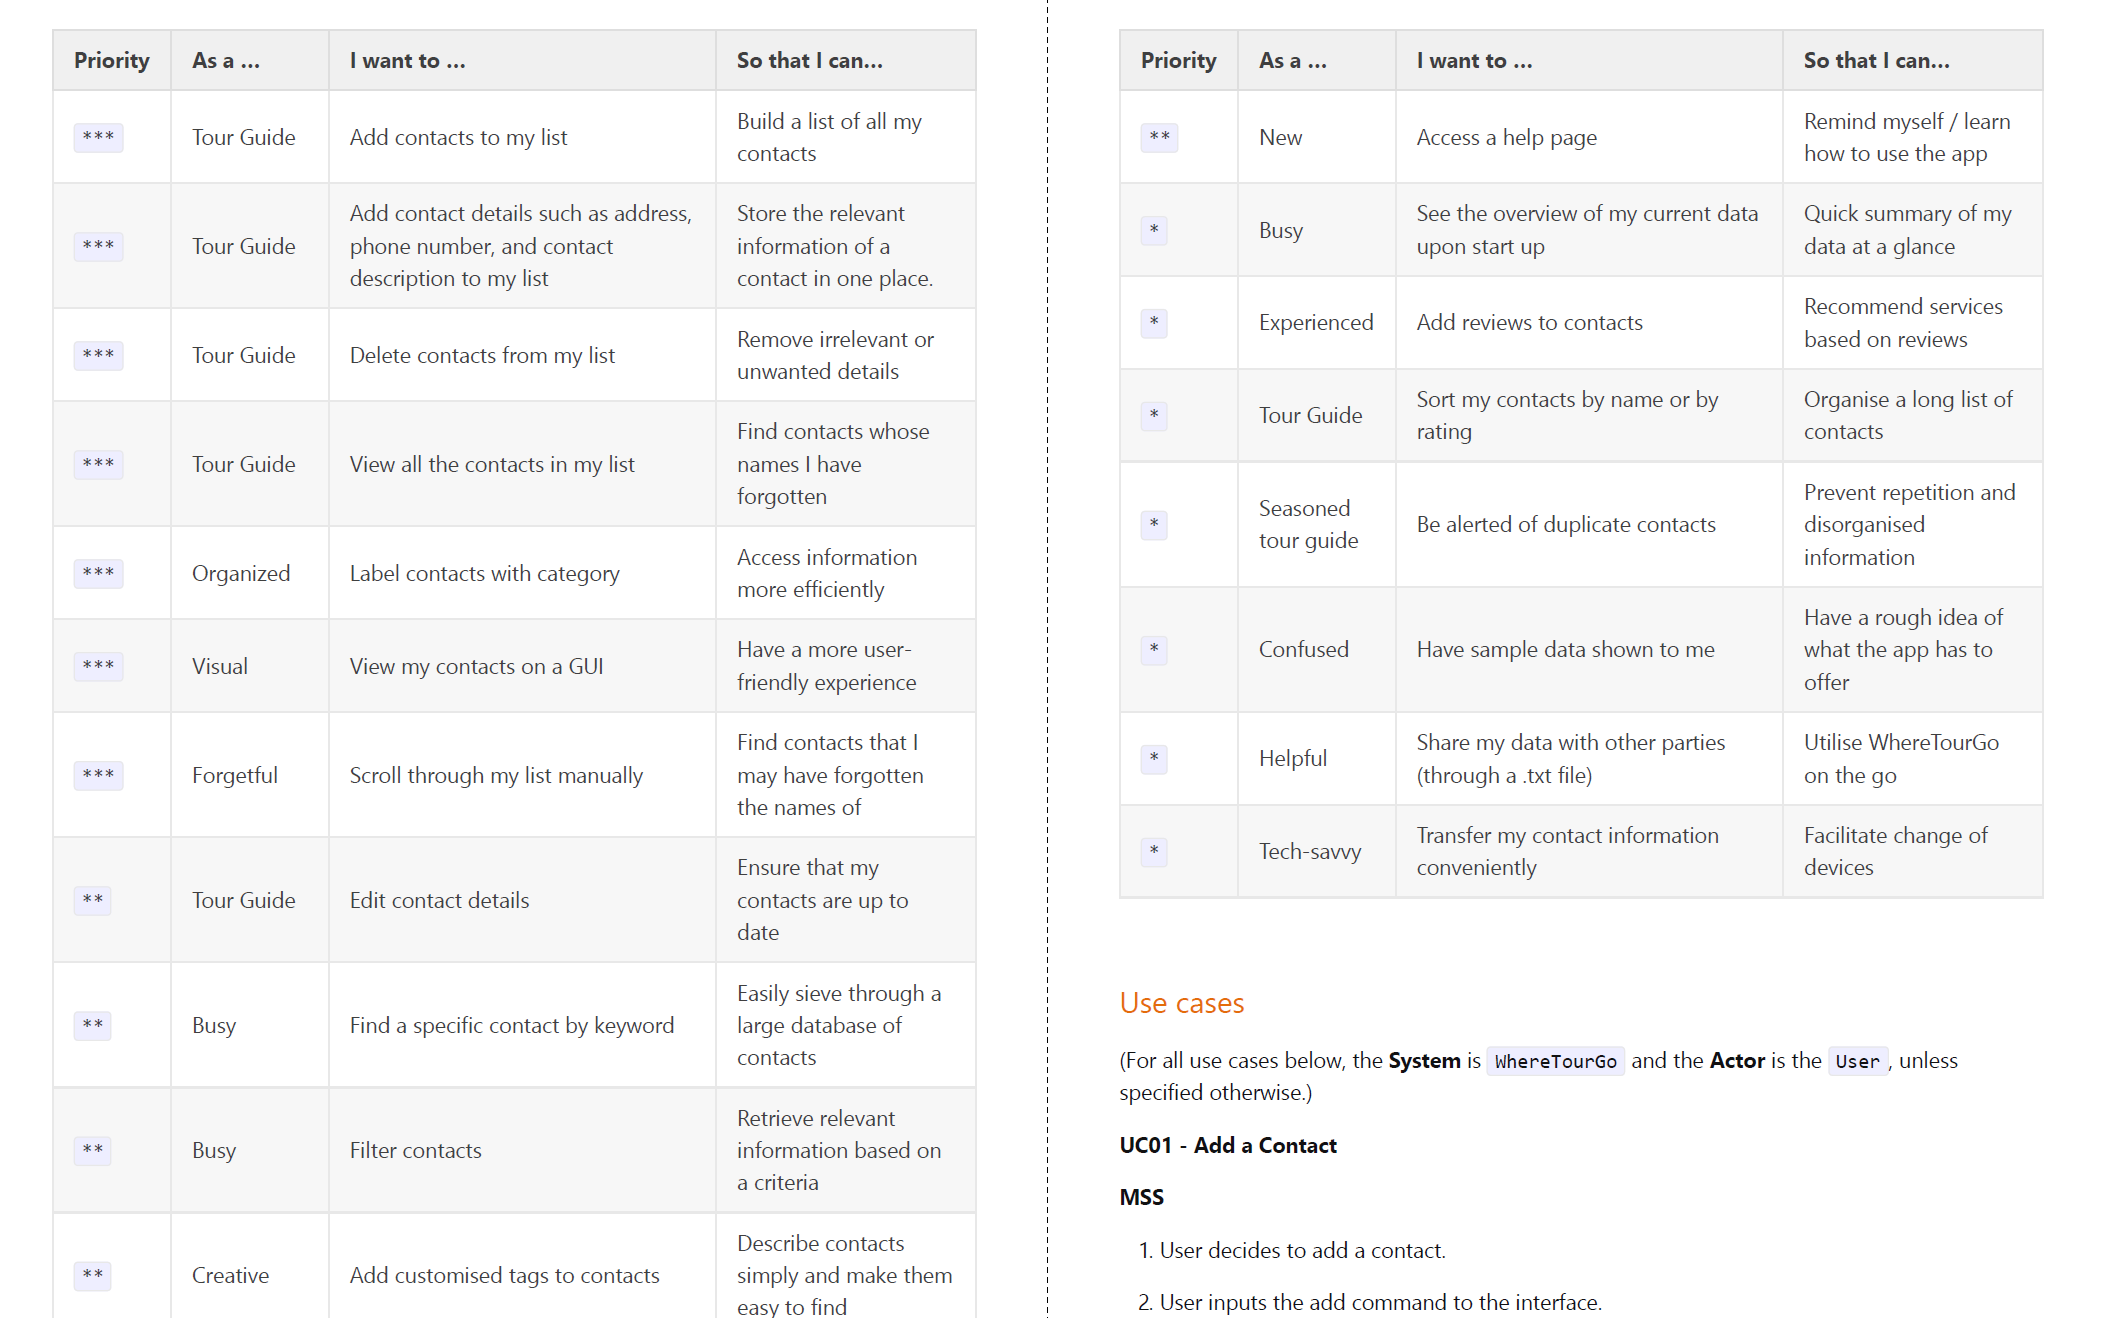 Priority As a ... I want to ... So that I can...
*** Tour Guide Add contacts to my list Build a list of all my
contacts
*** Tour Guide Add contact details such as address,
phone number, and contact
description to my list Store the relevant
information of a
contact in one place.
*** Tour Guide Delete contacts from my list Remove irrelevant or
unwanted details
*** Tour Guide View all the contacts in my list Find contacts whose
names I have
forgotten
*** Organized Label contacts with category Access information
more efficiently
*** Visual View my contacts on a GUI Have a more user-
friendly experience
*** Forgetful Scroll through my list manually Find contacts that I
may have forgotten
the names of
** Tour Guide Edit contact details Ensure that my
contacts are up to
date
** Busy Find a specific contact by keyword Easily sieve through a
large database of
contacts
** Busy Filter contacts Retrieve relevant
information based on
a criteria
** Creative Add customised tags to contacts Describe contacts
simply and make them
easy to find
Priority As a ... I want to ... So that I can...
** New Access a help page Remind myself / learn
how to use the app
* Busy See the overview of my current data
upon start up Quick summary of my
data at a glance
* Experienced Add reviews to contacts Recommend services
based on reviews
* Tour Guide Sort my contacts by name or by
rating Organise a long list of
contacts
* Seasoned
tour guide Be alerted of duplicate contacts Prevent repetition and
disorganised
information
* Confused Have sample data shown to me Have a rough idea of
what the app has to
offer
* Helpful Share my data with other parties
(through a .txt file) Utilise WhereTourGo
on the go
* Tech-savvy Transfer my contact information
conveniently Facilitate change of
devices
Use cases
(For all use cases below, the System is WhereTourGo and the Actor is the User, unless
specified otherwise.)
UC01 - Add a Contact
MSS
1. User decides to add a contact.
2. User inputs the add command to the interface.